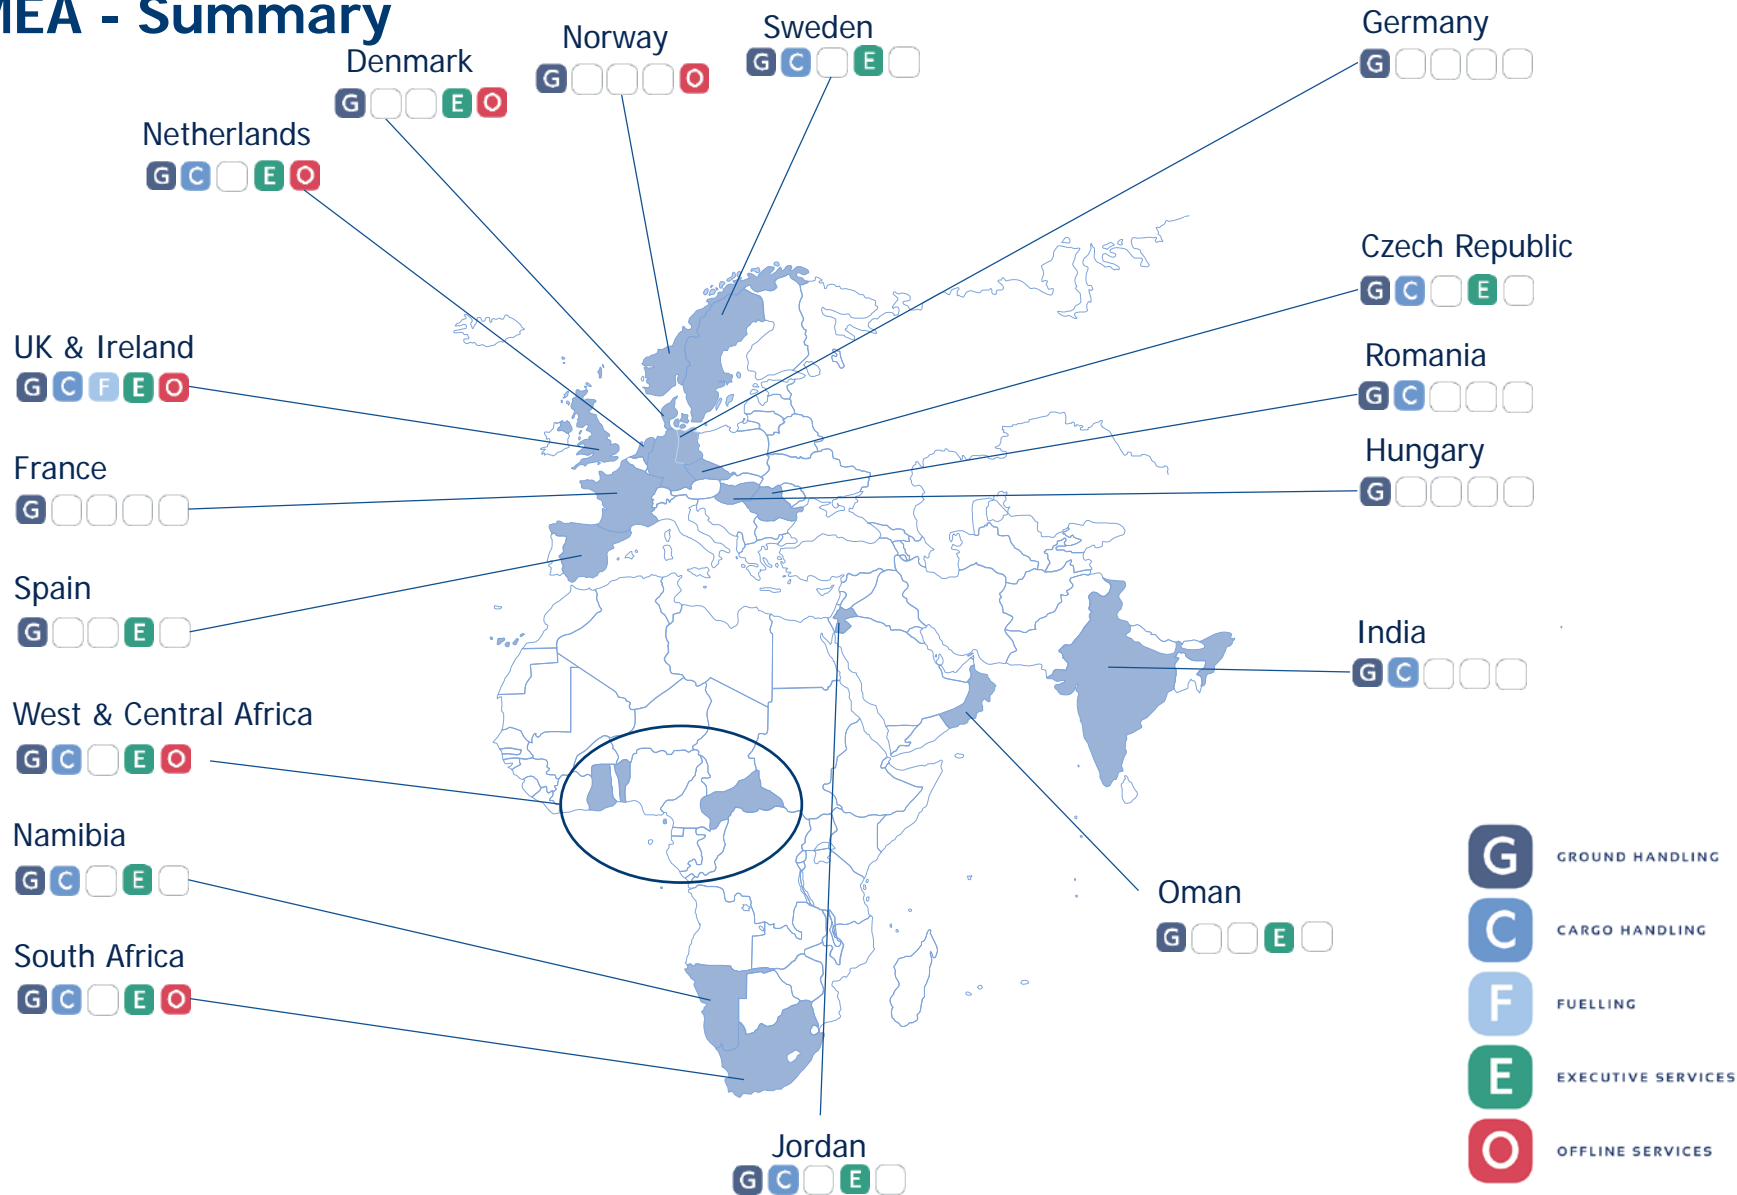 MEA - Summary
Denmark
G E O
Norway
G O
Sweden
G C E
Germany
G
Netherlands
G C E O
Czech Republic
G C E
UK & Ireland
G C F E O
Romania
G C
France
G
Hungary
G
Spain
G E
India
G C
West & Central Africa
G C E O
Namibia
G C E
South Africa
G C E O
Oman
G E
Jordan
G C E
G GROUND HANDLING
C CARGO HANDLING
F FUELLING
E EXECUTIVE SERVICES
O OFFLINE SERVICES